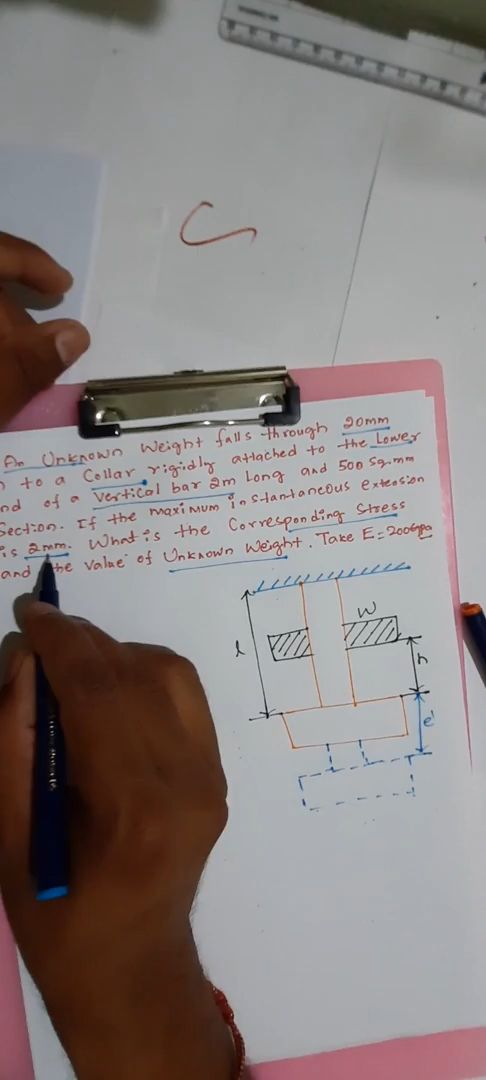 An Unknown Weight falls through 20mm
to a Collar rigidly attached to the Lower
nd of a Vertical bar 2m Long and 500 sq.mm
Section. If the maximum instantaneous extension
is 2mm. What is the Corresponding Stress
and the value of Unknown Weight. Take E=200Gpa
W
l
h
e